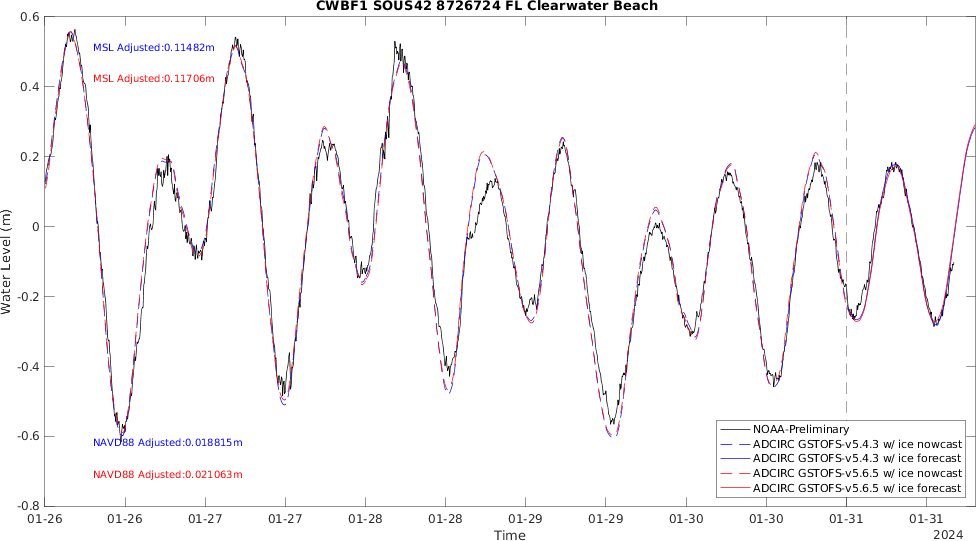 CWBF1 SOUS42 8726724 FL Clearwater Beach
0.6
0.4
0.2
0
-0.2
-0.4
-0.6
-0.8
Water Level (m)
MSL Adjusted:0.11482m
MSL Adjusted:0.11706m
NAVD88 Adjusted:0.018815m
NAVD88 Adjusted:0.021063m
NOAA-Preliminary
ADCIRC GSTOFS-v5.4.3 w/ ice nowcast
ADCIRC GSTOFS-v5.4.3 w/ ice forecast
ADCIRC GSTOFS-v5.6.5 w/ ice nowcast
ADCIRC GSTOFS-v5.6.5 w/ ice forecast
01-26 01-26 01-27 01-27 01-28 01-28 01-29 01-29 01-30 01-30 01-31 01-31
2024
Time